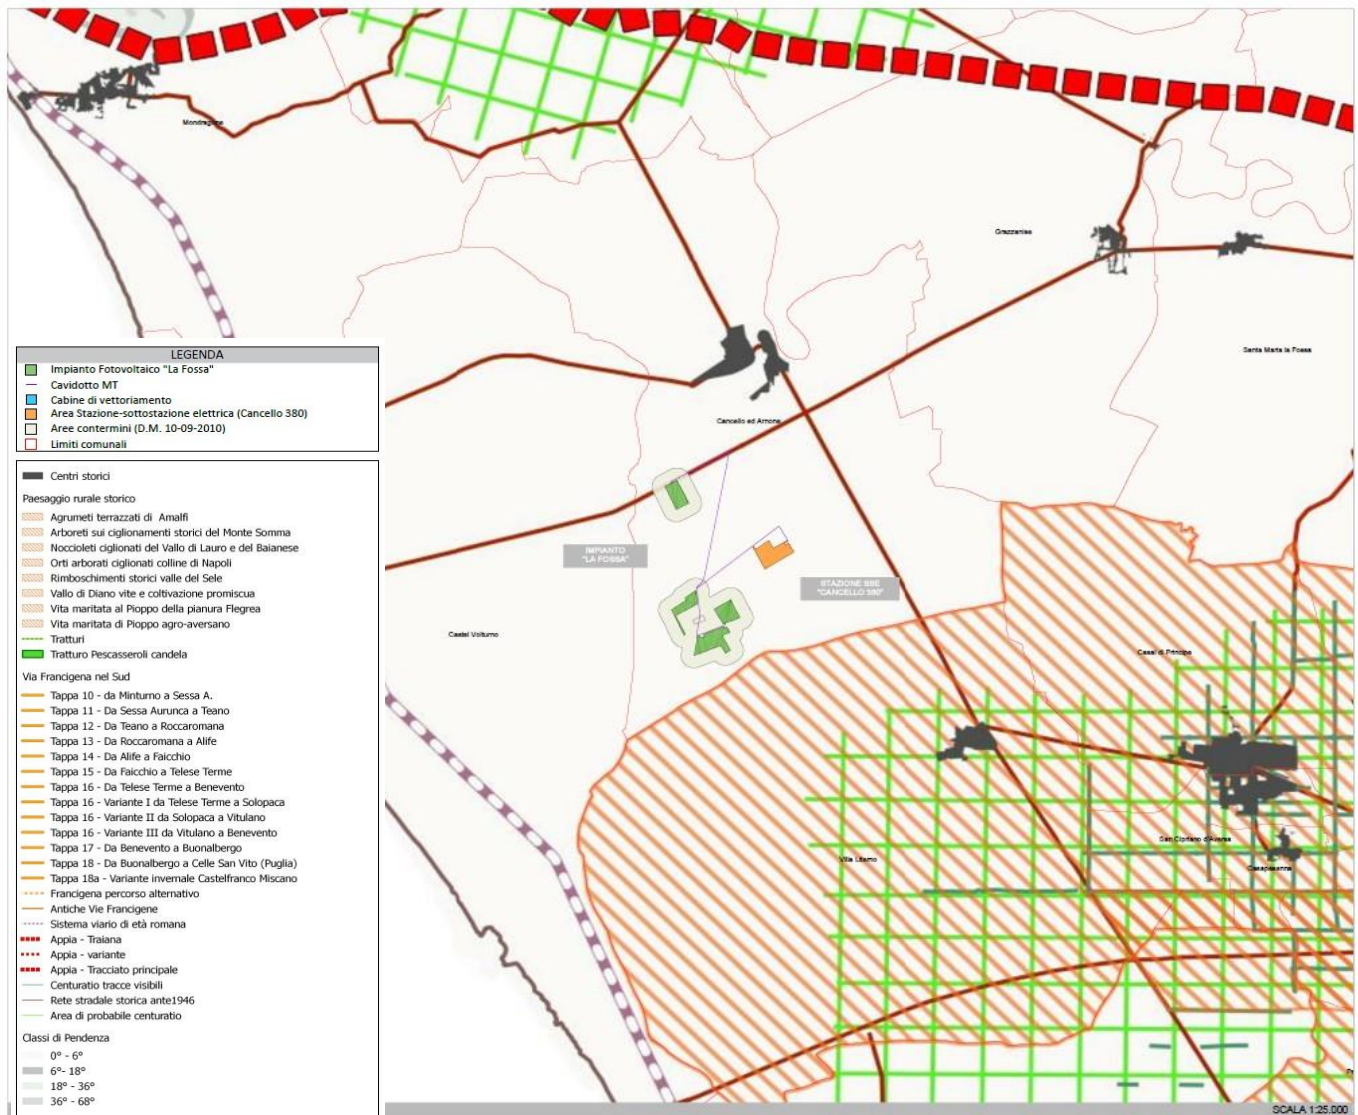 Mondragone
Grazzanise
Santa Maria la Fossa
LEGENDA
Impianto Fotovoltaico "La Fossa"
Cavidotto MT
Cabine di vettoriamento
Area Stazione-sottostazione elettrica (Cancello 380)
Aree contermini (D.M. 10-09-2010)
Limiti comunali
Cancello ed Arnone
Centri storici
Paesaggio rurale storico
Agrumeti terrazzati di Amalfi
Arboreti sui ciglionamenti storici del Monte Somma
Noccioleti ciglionati del Vallo di Lauro e del Baianese
Orti arborati ciglionati colline di Napoli
Rimboschimenti storici valle del Sele
Vallo di Diano vite e coltivazione promiscua
Vita maritata al Pioppo della pianura Flegrea
Vita maritata di Pioppo agro-aversano
Tratturi
Tratturo Pescasseroli candela
Via Francigena nel Sud
Tappa 10 - da Minturno a Sessa A.
Tappa 11 - Da Sessa Aurunca a Teano
Tappa 12 - Da Teano a Roccaromana
Tappa 13 - Da Roccaromana a Alife
Tappa 14 - Da Alife a Faicchio
Tappa 15 - Da Faicchio a Telese Terme
Tappa 16 - Da Telese Terme a Benevento
Tappa 16 - Variante I da Telese Terme a Solopaca
Tappa 16 - Variante II da Solopaca a Vitulano
Tappa 16 - Variante III da Vitulano a Benevento
Tappa 17 - Da Benevento a Buonalbergo
Tappa 18 - Da Buonalbergo a Celle San Vito (Puglia)
Tappa 18a - Variante invernale Castelfranco Miscano
Francigena percorso alternativo
Antiche Vie Francigene
Sistema viario di età romana
Appia - Traiana
Appia - variante
Appia - Tracciato principale
Centuriato tracce visibili
Rete stradale storica ante1946
Area di probabile centuriato
Classi di Pendenza
0° - 6°
6°- 18°
18° - 36°
36° - 68°
IMPIANTO
"LA FOSSA"
STAZIONE SSE
"CANCELLO 380"
Castel Volturno
Casal di Principe
San Cipriano d'Aversa
Villa Literno
Casapesenna
SCALA 1:25.000